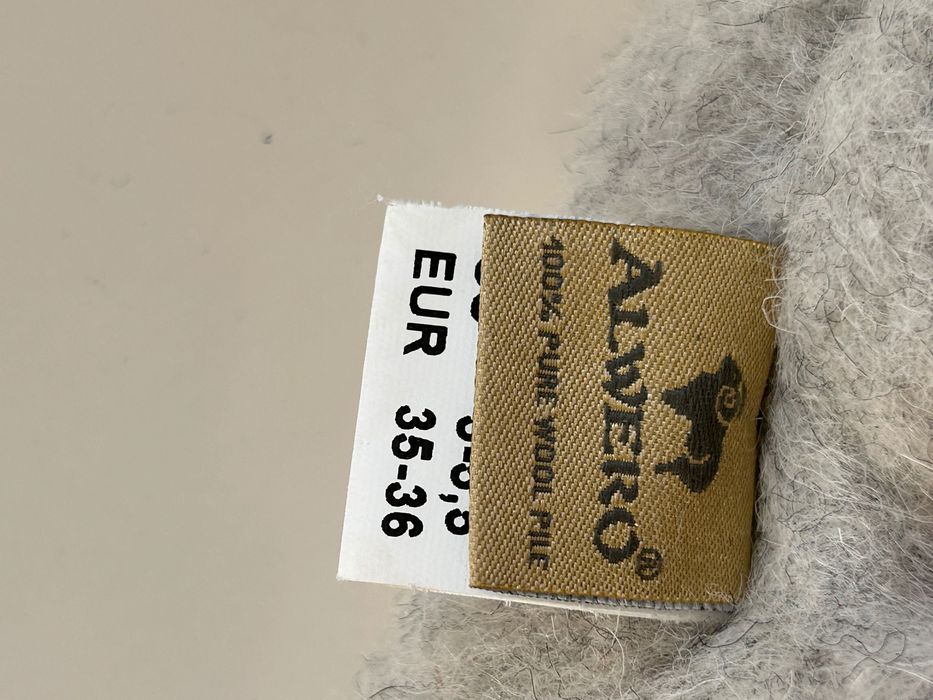 ALWERO®
100% PURE WOOL PILE
EUR 35-36